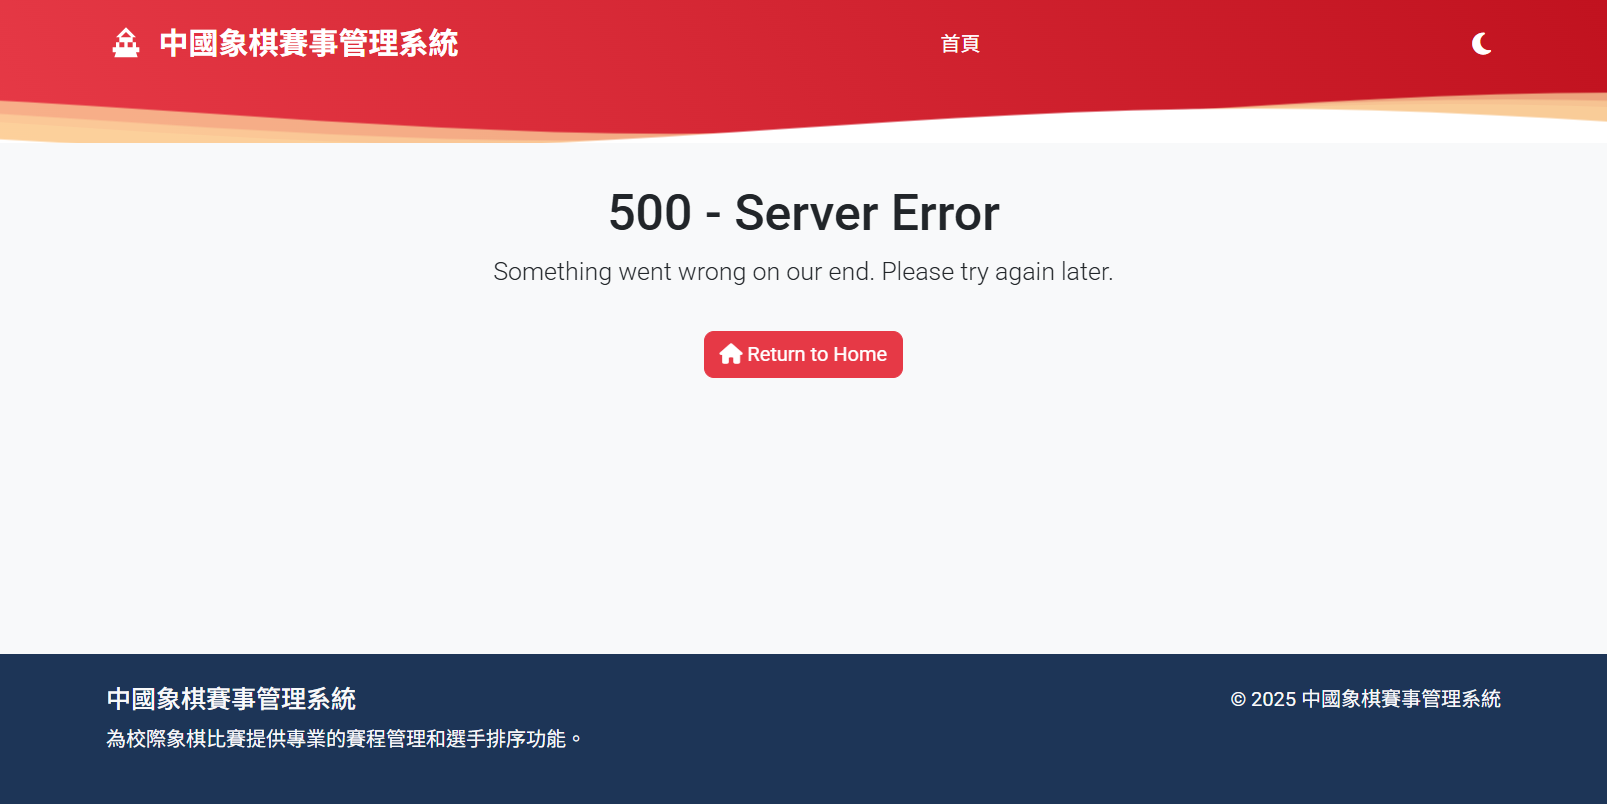 中國象棋賽事管理系統
首頁
500 - Server Error
Something went wrong on our end. Please try again later.
Return to Home
中國象棋賽事管理系統
© 2025 中國象棋賽事管理系統
為校際象棋比賽提供專業的賽程管理和選手排序功能。